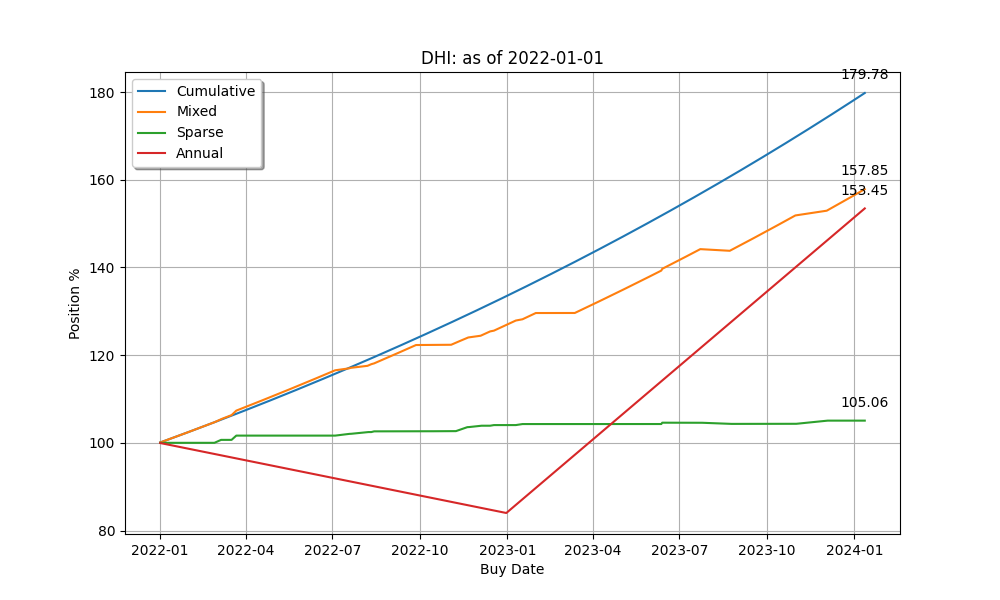 DHI: as of 2022-01-01
179.78
Cumulative
Mixed
Sparse
Annual
157.85
153.45
105.06
180
160
140
120
100
80
Position %
2022-01 2022-04 2022-07 2022-10 2023-01 2023-04 2023-07 2023-10 2024-01
Buy Date